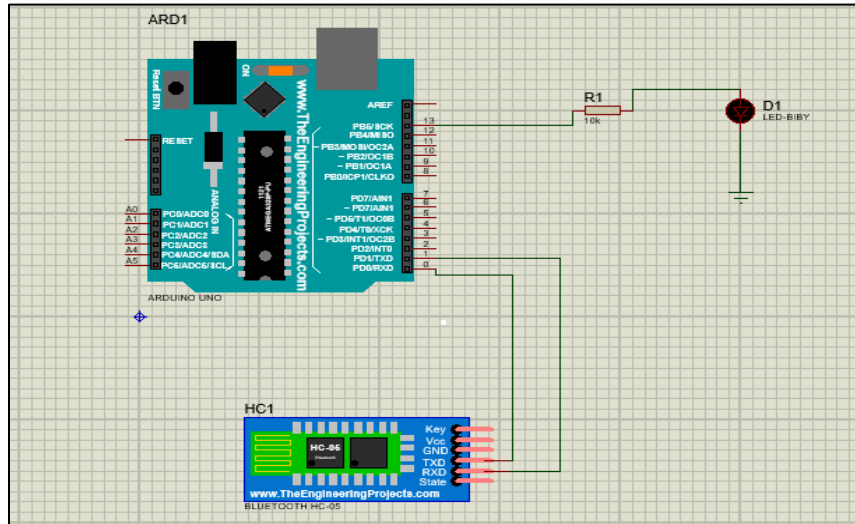 ARD1
Reset BTN
ON
www.TheEngineeringProjects.com
RESET
AREF
PB5/SCK 13
PB4/MISO 12
~PB3/MOSI/OC2A 11
~PB2/OC1B 10
~PB1/OC1A 9
PB0/ICP1/CLKO 8
PD7/AIN1 7
~PD7/AIN1 6
~PD5/T1/OC0B 5
PD4/T0/XCK 4
~PD3/INT1/OC2B 3
PD2/INT0 2
PD1/TXD 1
PD0/RXD 0
ANALOG IN
1121
ATMEGA328P-PU
A0 PC0/ADC0
A1 PC1/ADC1
A2 PC2/ADC2
A3 PC3/ADC3
A4 PC4/ADC4/SDA
A5 PC5/ADC5/SCL
ARDUINO UNO
R1
10k
D1
LED-BIBY
HC1
HC-05
Key
Vcc
GND
TXD
RXD
State
www.TheEngineeringProjects.com
BLUETOOTH HC-05